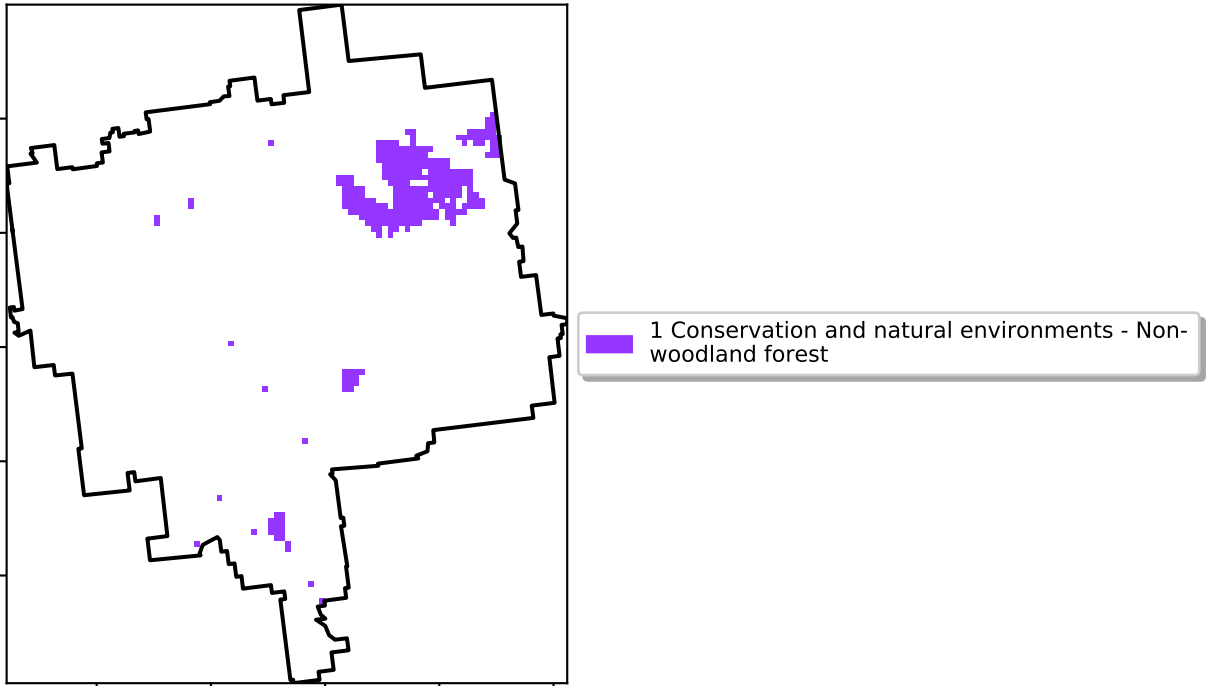 1 Conservation and natural environments - Non-
woodland forest